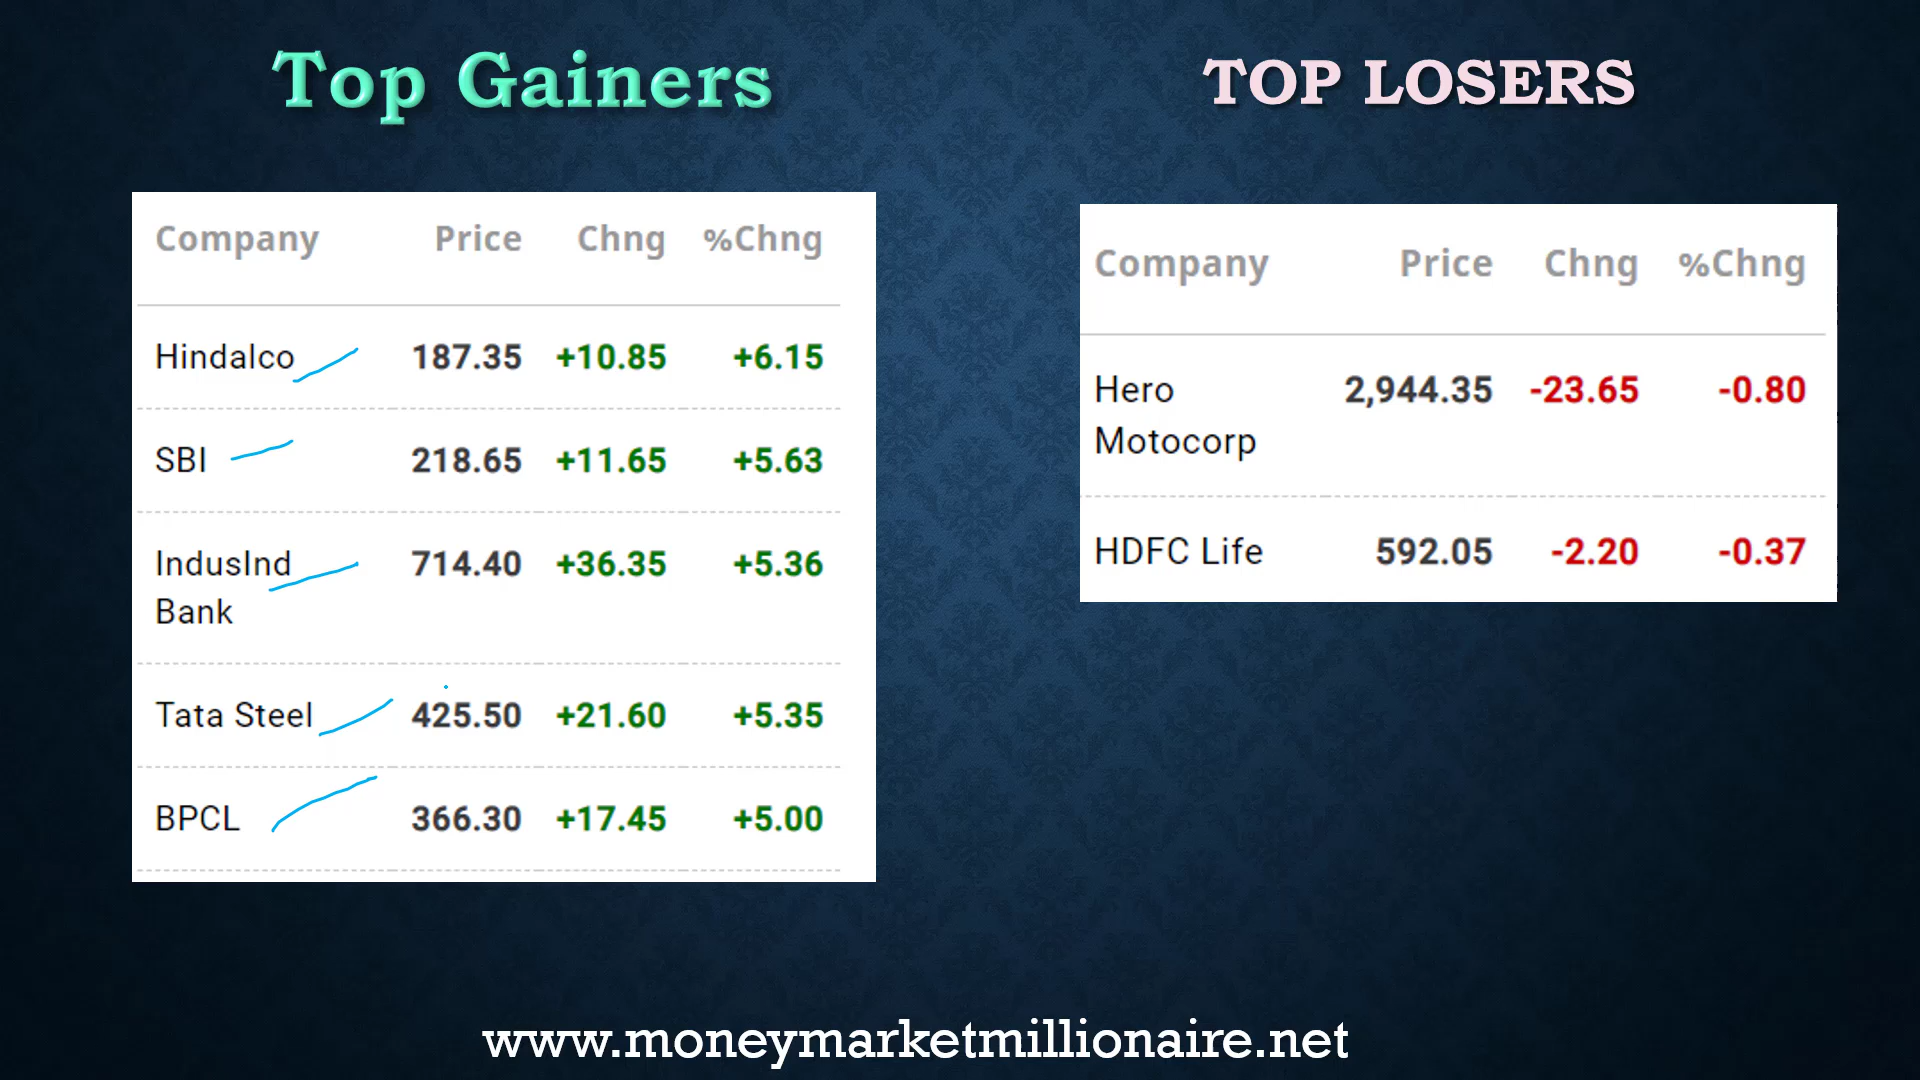 Top Gainers
Company Price Chng %Chng
Hindalco 187.35 +10.85 +6.15
SBI 218.65 +11.65 +5.63
IndusInd 714.40 +36.35 +5.36
Bank
Tata Steel 425.50 +21.60 +5.35
BPCL 366.30 +17.45 +5.00
TOP LOSERS
Company Price Chng %Chng
Hero 2,944.35 -23.65 -0.80
Motocorp
HDFC Life 592.05 -2.20 -0.37
www.moneymarketmillionaire.net